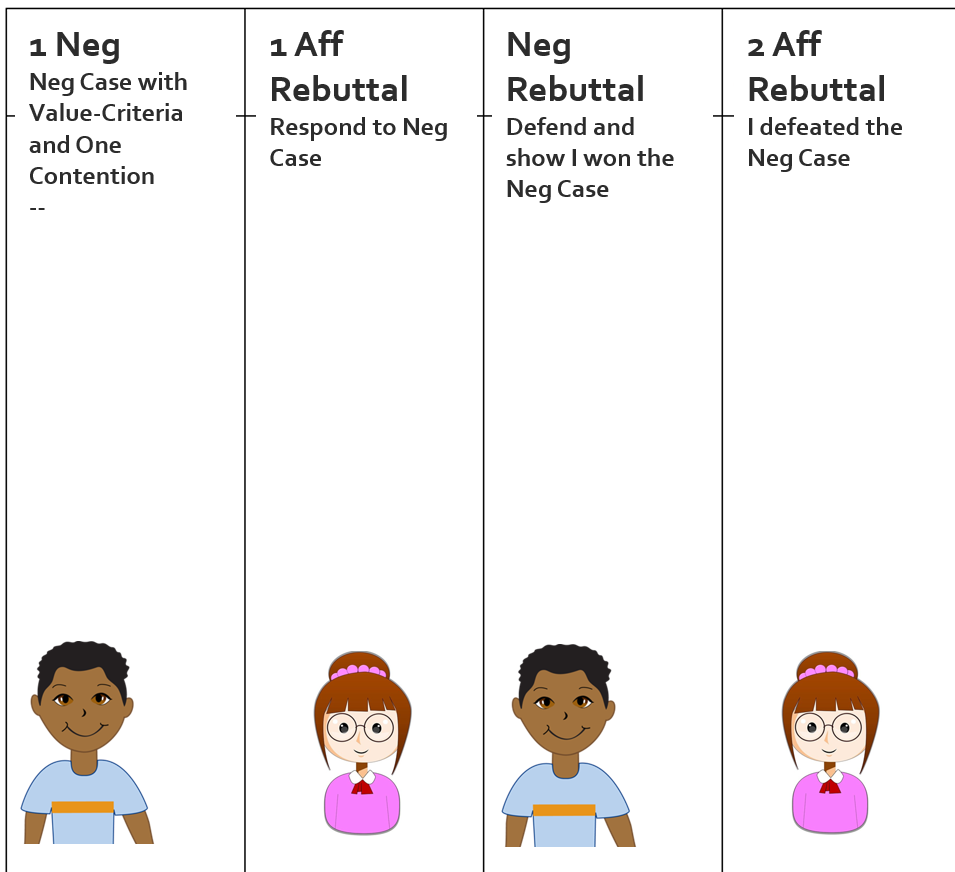 1 Neg
Neg Case with
Value-Criteria
and One
Contention
--
1 Aff
Rebuttal
Respond to Neg
Case
Neg
Rebuttal
Defend and
show I won the
Neg Case
2 Aff
Rebuttal
I defeated the
Neg Case